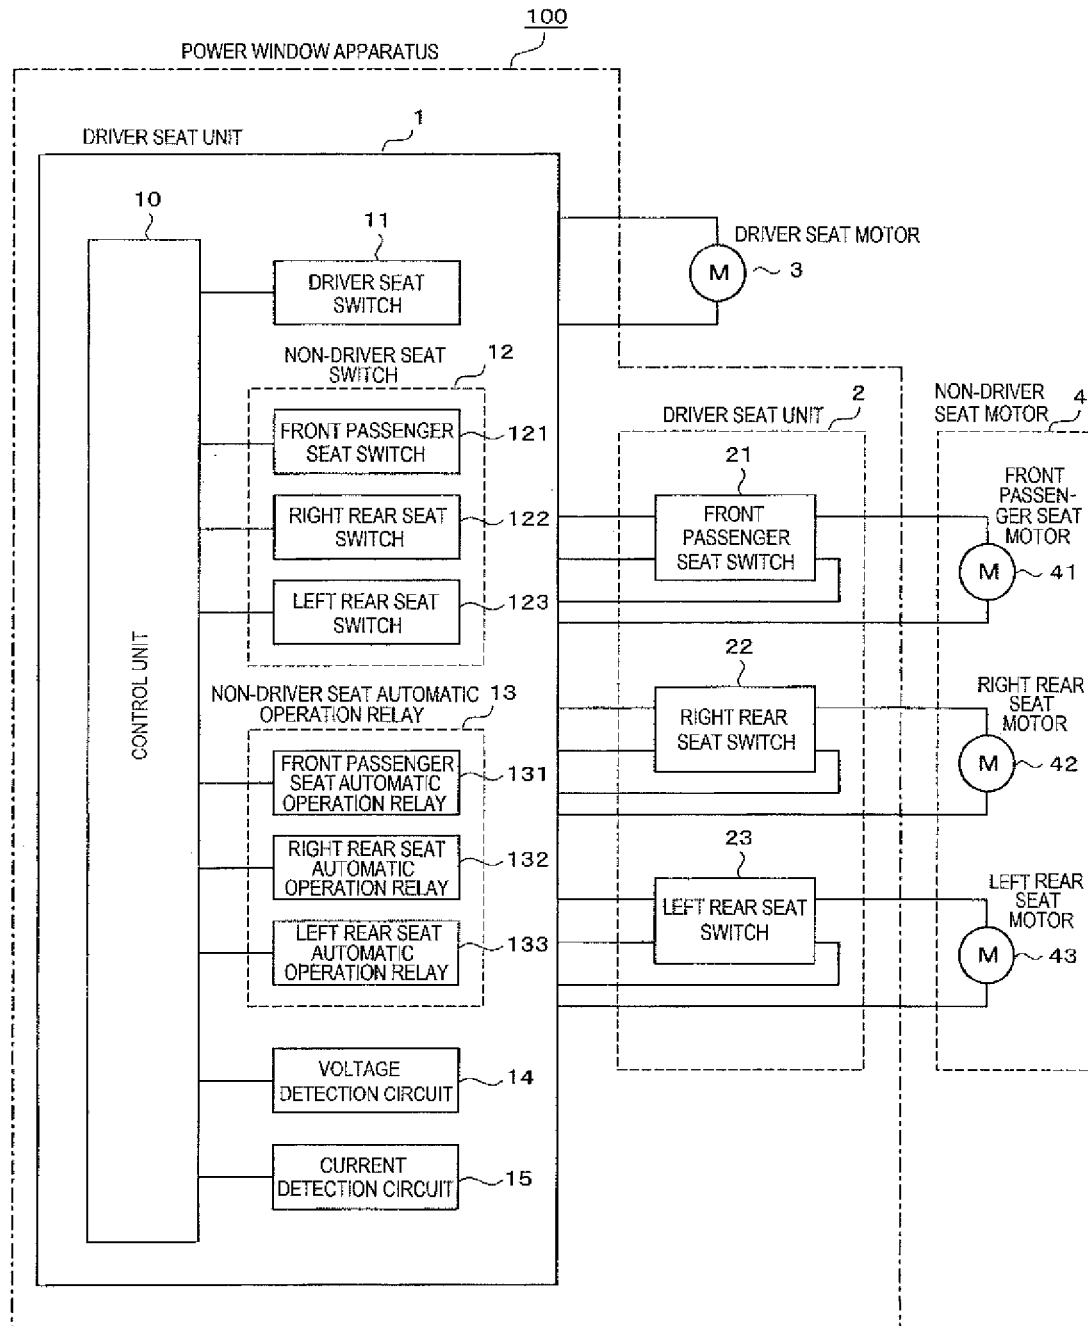 100
POWER WINDOW APPARATUS
1
DRIVER SEAT UNIT
10
11
DRIVER SEAT
SWITCH
DRIVER SEAT MOTOR
M
3
NON-DRIVER SEAT
SWITCH
12
FRONT PASSENGER
SEAT SWITCH
121
RIGHT REAR SEAT
SWITCH
122
LEFT REAR SEAT
SWITCH
123
CONTROL UNIT
NON-DRIVER SEAT AUTOMATIC
OPERATION RELAY
13
FRONT PASSENGER
SEAT AUTOMATIC
OPERATION RELAY
131
RIGHT REAR SEAT
AUTOMATIC
OPERATION RELAY
132
LEFT REAR SEAT
AUTOMATIC
OPERATION RELAY
133
VOLTAGE
DETECTION CIRCUIT
14
CURRENT
DETECTION CIRCUIT
15
DRIVER SEAT UNIT
2
21
FRONT
PASSENGER
SEAT SWITCH
22
RIGHT REAR
SEAT SWITCH
23
LEFT REAR SEAT
SWITCH
NON-DRIVER
SEAT MOTOR
4
FRONT
PASSEN-
GER SEAT
MOTOR
M
41
RIGHT REAR
SEAT
MOTOR
M
42
LEFT REAR
SEAT
MOTOR
M
43